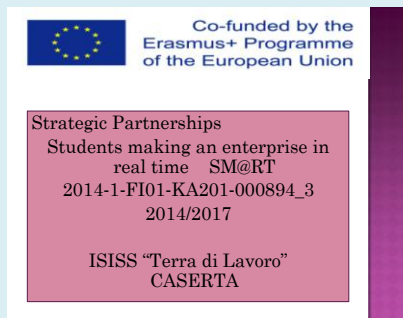 Co-funded by the
Erasmus+ Programme
of the European Union
Strategic Partnerships
Students making an enterprise in
real time SM@RT
2014-1-FI01-KA201-000894_3
2014/2017
ISISS “Terra di Lavoro”
CASERTA